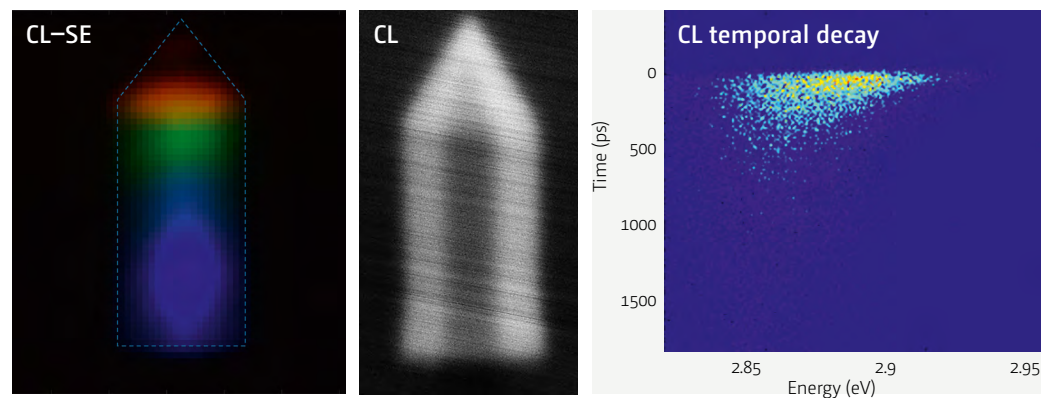 CL–SE
CL
CL temporal decay
Time (ps)
0
500
1000
1500
2.85
2.9
2.95
Energy (eV)